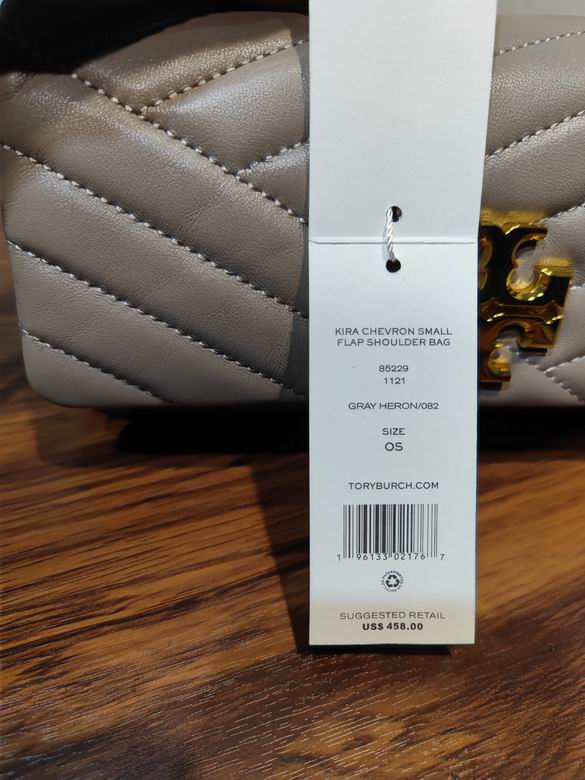 KIRA CHEVRON SMALL
FLAP SHOULDER BAG
85229
1121
GRAY HERON/082
SIZE
OS
TORYBURCH.COM
1 96133 02176 7
SUGGESTED RETAIL
US$ 458.00